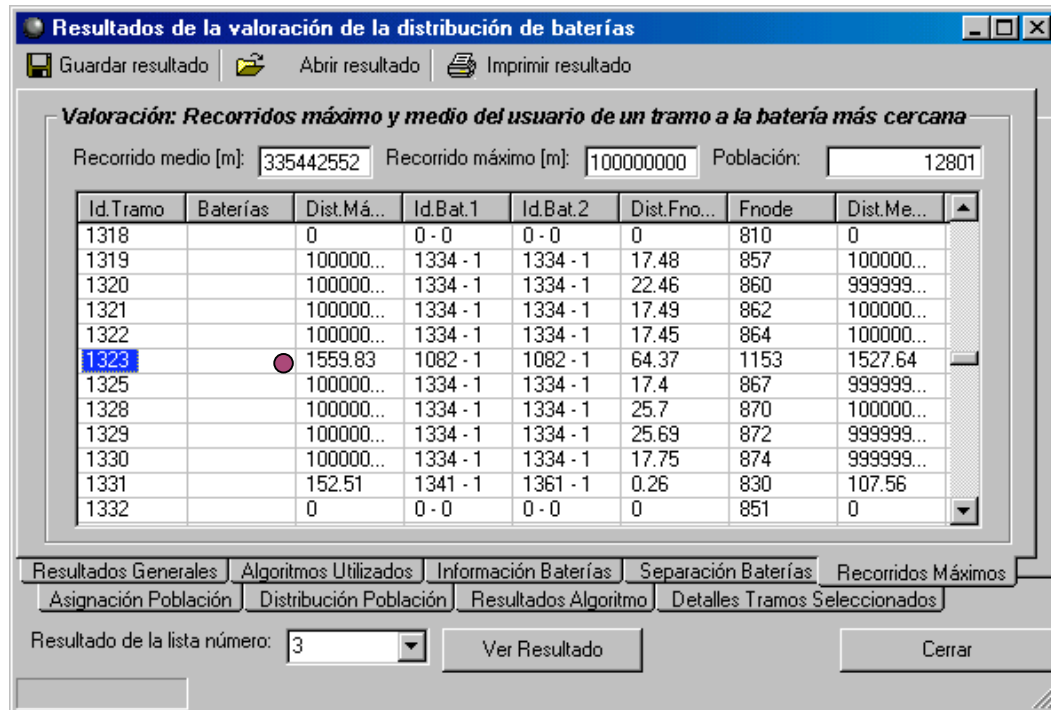 Resultados de la valoración de la distribución de baterías
Guardar resultado Abrir resultado Imprimir resultado
Valoración: Recorridos máximo y medio del usuario de un tramo a la batería más cercana
Recorrido medio [m]: 335442552 Recorrido máximo [m]: 100000000 Población: 12801
Id.Tramo Baterías Dist.Má... Id.Bat.1 Id.Bat.2 Dist.Fno... Fnode Dist.Me...
1318 0 0 - 0 0 - 0 0 810 0
1319 100000... 1334 - 1 1334 - 1 17.48 857 100000...
1320 100000... 1334 - 1 1334 - 1 22.46 860 999999...
1321 100000... 1334 - 1 1334 - 1 17.49 862 100000...
1322 100000... 1334 - 1 1334 - 1 17.45 864 100000...
1323 1559.83 1082 - 1 1082 - 1 64.37 1153 1527.64
1325 100000... 1334 - 1 1334 - 1 17.4 867 999999...
1328 100000... 1334 - 1 1334 - 1 25.7 870 100000...
1329 100000... 1334 - 1 1334 - 1 25.69 872 999999...
1330 100000... 1334 - 1 1334 - 1 17.75 874 999999...
1331 152.51 1341 - 1 1361 - 1 0.26 830 107.56
1332 0 0 - 0 0 - 0 0 851 0
Resultados Generales Algoritmos Utilizados Información Baterías Separación Baterías Recorridos Máximos
Asignación Población Distribución Población Resultados Algoritmo Detalles Tramos Seleccionados
Resultado de la lista número: 3 Ver Resultado Cerrar